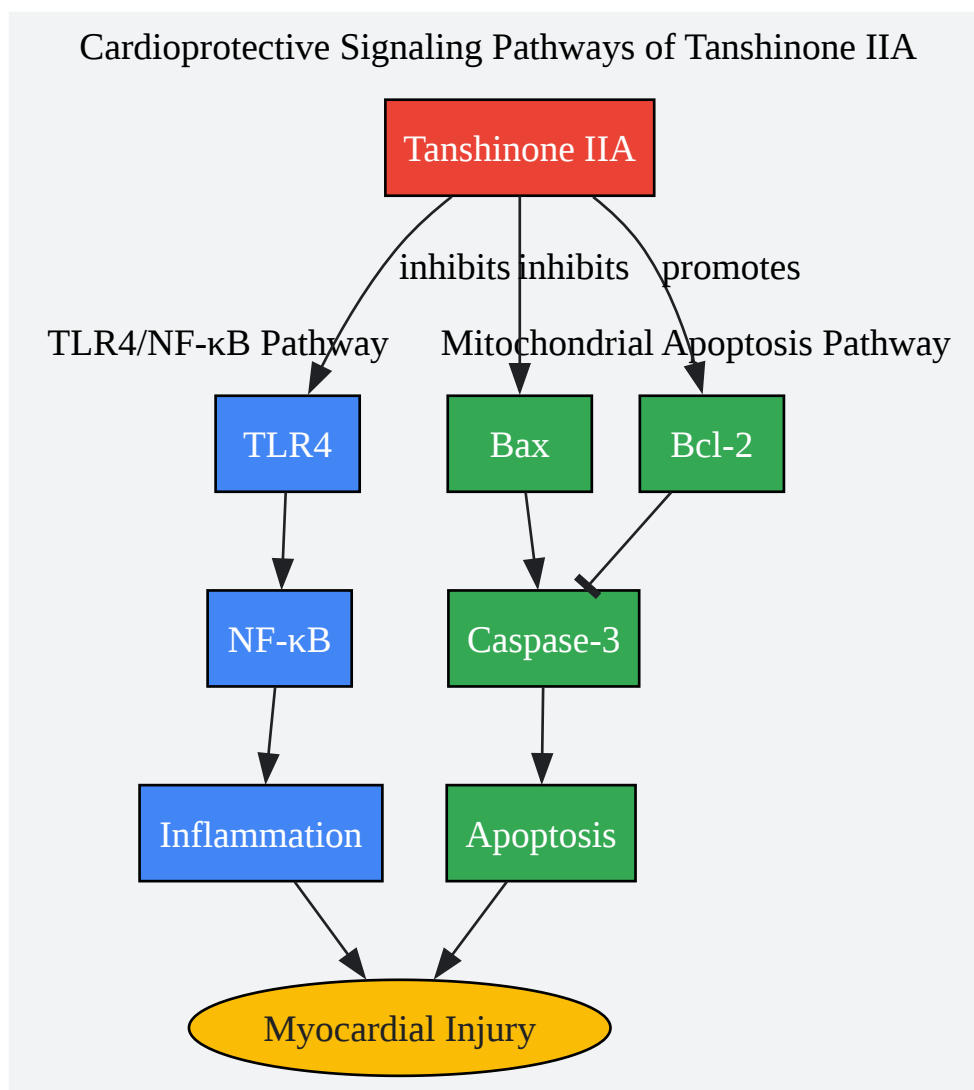 Cardioprotective Signaling Pathways of Tanshinone IIA
Tanshinone IIA
inhibits inhibits promotes
TLR4/NF-κB Pathway Mitochondrial Apoptosis Pathway
TLR4 Bax Bcl-2
NF-κB Caspase-3
Inflammation Apoptosis
Myocardial Injury